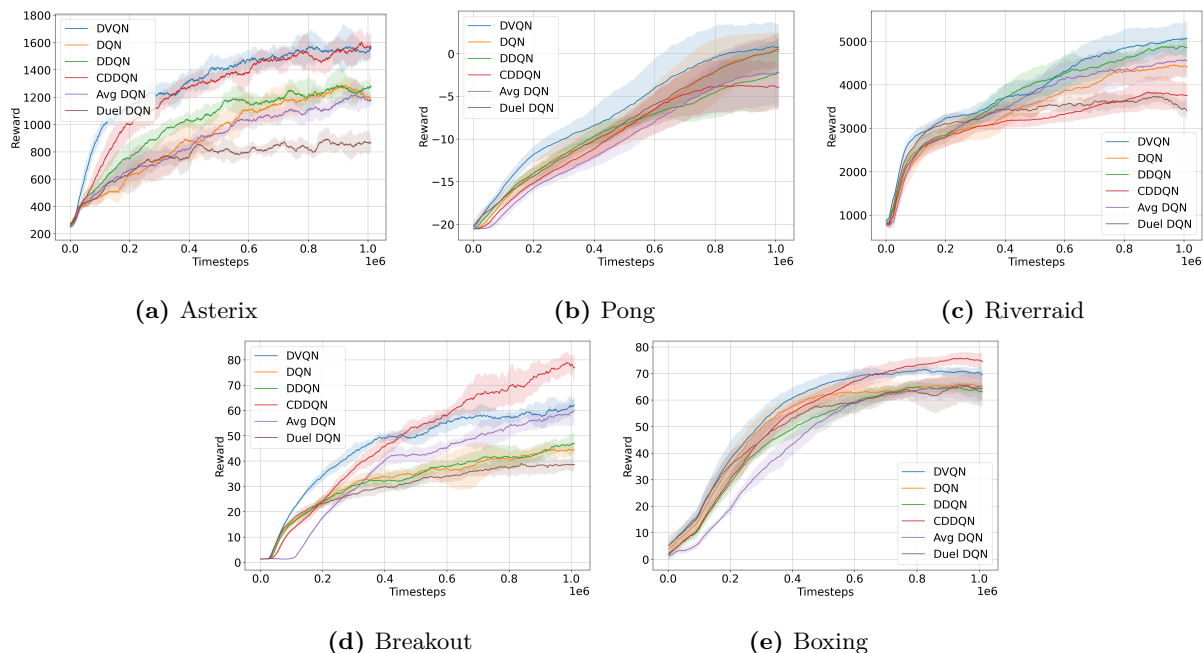 1800
1600
1400
1200
1000
800
600
400
200
Reward
DVQN
DQN
DDQN
CDDQN
Avg DQN
Duel DQN
0.0 0.2 0.4 0.6 0.8 1.0
Timesteps
1e6
(a) Asterix
0
−5
−10
−15
−20
Reward
DVQN
DQN
DDQN
CDDQN
Avg DQN
Duel DQN
0.0 0.2 0.4 0.6 0.8 1.0
Timesteps
1e6
(b) Pong
5000
4000
3000
2000
1000
Reward
DVQN
DQN
DDQN
CDDQN
Avg DQN
Duel DQN
0.0 0.2 0.4 0.6 0.8 1.0
Timesteps
1e6
(c) Riverraid
80
70
60
50
40
30
20
10
0
Reward
DVQN
DQN
DDQN
CDDQN
Avg DQN
Duel DQN
0.0 0.2 0.4 0.6 0.8 1.0
Timesteps
1e6
(d) Breakout
80
70
60
50
40
30
20
10
0
Reward
DVQN
DQN
DDQN
CDDQN
Avg DQN
Duel DQN
0.0 0.2 0.4 0.6 0.8 1.0
Timesteps
1e6
(e) Boxing